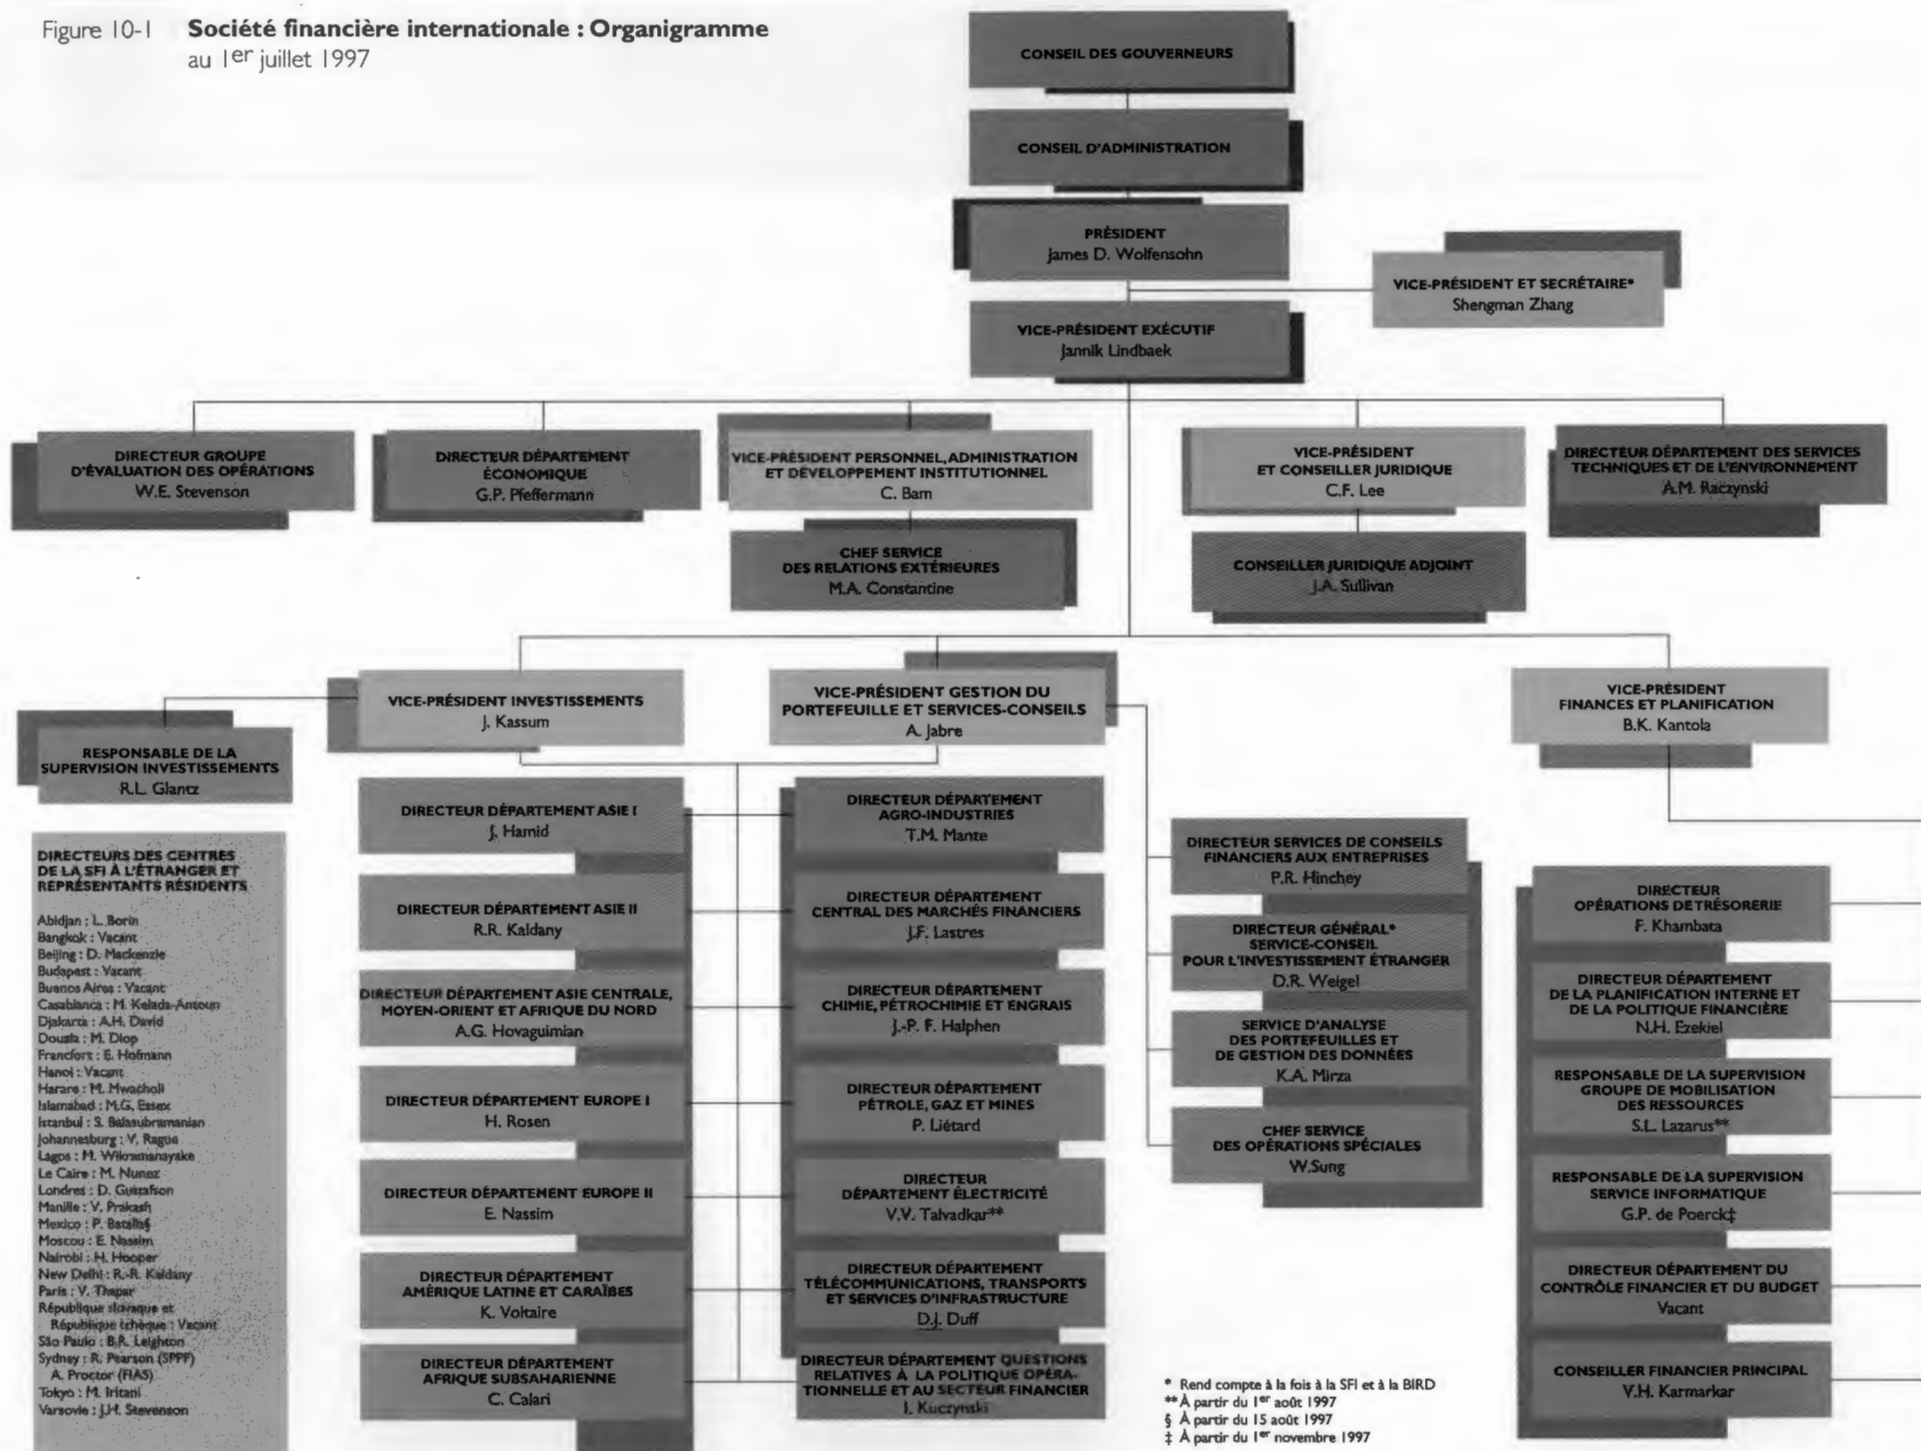 Figure 10-1 Société financière internationale : Organigramme
au 1er juillet 1997
CONSEIL DES GOUVERNEURS
CONSEIL D'ADMINISTRATION
PRÉSIDENT
James D. Wolfensohn
VICE-PRÉSIDENT ET SECRÉTAIRE*
Shengman Zhang
VICE-PRÉSIDENT EXÉCUTIF
Jannik Lindbaek
DIRECTEUR GROUPE
D'ÉVALUATION DES OPÉRATIONS
W.E. Stevenson
DIRECTEUR DÉPARTEMENT
ÉCONOMIQUE
G.P. Pfeffermann
VICE-PRÉSIDENT PERSONNEL, ADMINISTRATION
ET DÉVELOPPEMENT INSTITUTIONNEL
C. Bam
VICE-PRÉSIDENT
ET CONSEILLER JURIDIQUE
C.F. Lee
DIRECTEUR DÉPARTEMENT DES SERVICES
TECHNIQUES ET DE L'ENVIRONNEMENT
A.M. Raczynski
CHEF SERVICE
DES RELATIONS EXTÉRIEURES
M.A. Constantine
CONSEILLER JURIDIQUE ADJOINT
J.A. Sullivan
VICE-PRÉSIDENT INVESTISSEMENTS
J. Kassum
VICE-PRÉSIDENT GESTION DU
PORTEFEUILLE ET SERVICES-CONSEILS
A. Jabre
VICE-PRÉSIDENT
FINANCES ET PLANIFICATION
B.K. Kantola
RESPONSABLE DE LA
SUPERVISION INVESTISSEMENTS
R.L. Glantz
DIRECTEURS DES CENTRES
DE LA SFI À L'ÉTRANGER ET
REPRÉSENTANTS RÉSIDENTS
Abidjan : L. Borin
Bangkok : Vacant
Beijing : D. Mackenzie
Budapest : Vacant
Buenos Aires : Vacant
Casablanca : M. Kelada-Antoun
Djakarta : A.H. David
Douala : M. Diop
Francfort : E. Hofmann
Hanoi : Vacant
Harare : M. Mwacholi
Islamabad : M.G. Essex
Istanbul : S. Balasubramanian
Johannesburg : V. Rague
Lagos : M. Wikramanayake
Le Caire : M. Nunez
Londres : D. Gustafson
Manille : V. Prakash
Mexico : P. Batalla§
Moscou : E. Nassim
Nairobi : H. Hooper
New Delhi : R.-R. Kaldany
Paris : V. Thapar
République slovaque et
République tchèque : Vacant
São Paulo : B.R. Leighton
Sydney : R. Pearson (SPPF)
A. Proctor (FIAS)
Tokyo : M. Iritani
Varsovie : J.H. Stevenson
DIRECTEUR DÉPARTEMENT ASIE I
J. Hamid
DIRECTEUR DÉPARTEMENT ASIE II
R.R. Kaldany
DIRECTEUR DÉPARTEMENT ASIE CENTRALE,
MOYEN-ORIENT ET AFRIQUE DU NORD
A.G. Hovaguimian
DIRECTEUR DÉPARTEMENT EUROPE I
H. Rosen
DIRECTEUR DÉPARTEMENT EUROPE II
E. Nassim
DIRECTEUR DÉPARTEMENT
AMÉRIQUE LATINE ET CARAÏBES
K. Voltaire
DIRECTEUR DÉPARTEMENT
AFRIQUE SUBSAHARIENNE
C. Calari
DIRECTEUR DÉPARTEMENT
AGRO-INDUSTRIES
T.M. Mante
DIRECTEUR DÉPARTEMENT
CENTRAL DES MARCHÉS FINANCIERS
J.F. Lastres
DIRECTEUR DÉPARTEMENT
CHIMIE, PÉTROCHIMIE ET ENGRAIS
J.-P. F. Halphen
DIRECTEUR DÉPARTEMENT
PÉTROLE, GAZ ET MINES
P. Liétard
DIRECTEUR
DÉPARTEMENT ÉLECTRICITÉ
V.V. Talvadkar**
DIRECTEUR DÉPARTEMENT
TÉLÉCOMMUNICATIONS, TRANSPORTS
ET SERVICES D'INFRASTRUCTURE
D.J. Duff
DIRECTEUR DÉPARTEMENT QUESTIONS
RELATIVES À LA POLITIQUE OPÉRA-
TIONNELLE ET AU SECTEUR FINANCIER
I. Kuczynski
DIRECTEUR SERVICES DE CONSEILS
FINANCIERS AUX ENTREPRISES
P.R. Hinchey
DIRECTEUR GÉNÉRAL*
SERVICE-CONSEIL
POUR L'INVESTISSEMENT ÉTRANGER
D.R. Weigel
SERVICE D'ANALYSE
DES PORTEFEUILLES ET
DE GESTION DES DONNÉES
K.A. Mirza
CHEF SERVICE
DES OPÉRATIONS SPÉCIALES
W.Sung
DIRECTEUR
OPÉRATIONS DE TRÉSORERIE
F. Khambata
DIRECTEUR DÉPARTEMENT
DE LA PLANIFICATION INTERNE ET
DE LA POLITIQUE FINANCIÈRE
N.H. Ezekiel
RESPONSABLE DE LA SUPERVISION
GROUPE DE MOBILISATION
DES RESSOURCES
S.L. Lazarus**
RESPONSABLE DE LA SUPERVISION
SERVICE INFORMATIQUE
G.P. de Poerck‡
DIRECTEUR DÉPARTEMENT DU
CONTRÔLE FINANCIER ET DU BUDGET
Vacant
CONSEILLER FINANCIER PRINCIPAL
V.H. Karmarkar
* Rend compte à la fois à la SFI et à la BIRD
** À partir du 1er août 1997
§ À partir du 15 août 1997
‡ À partir du 1er novembre 1997